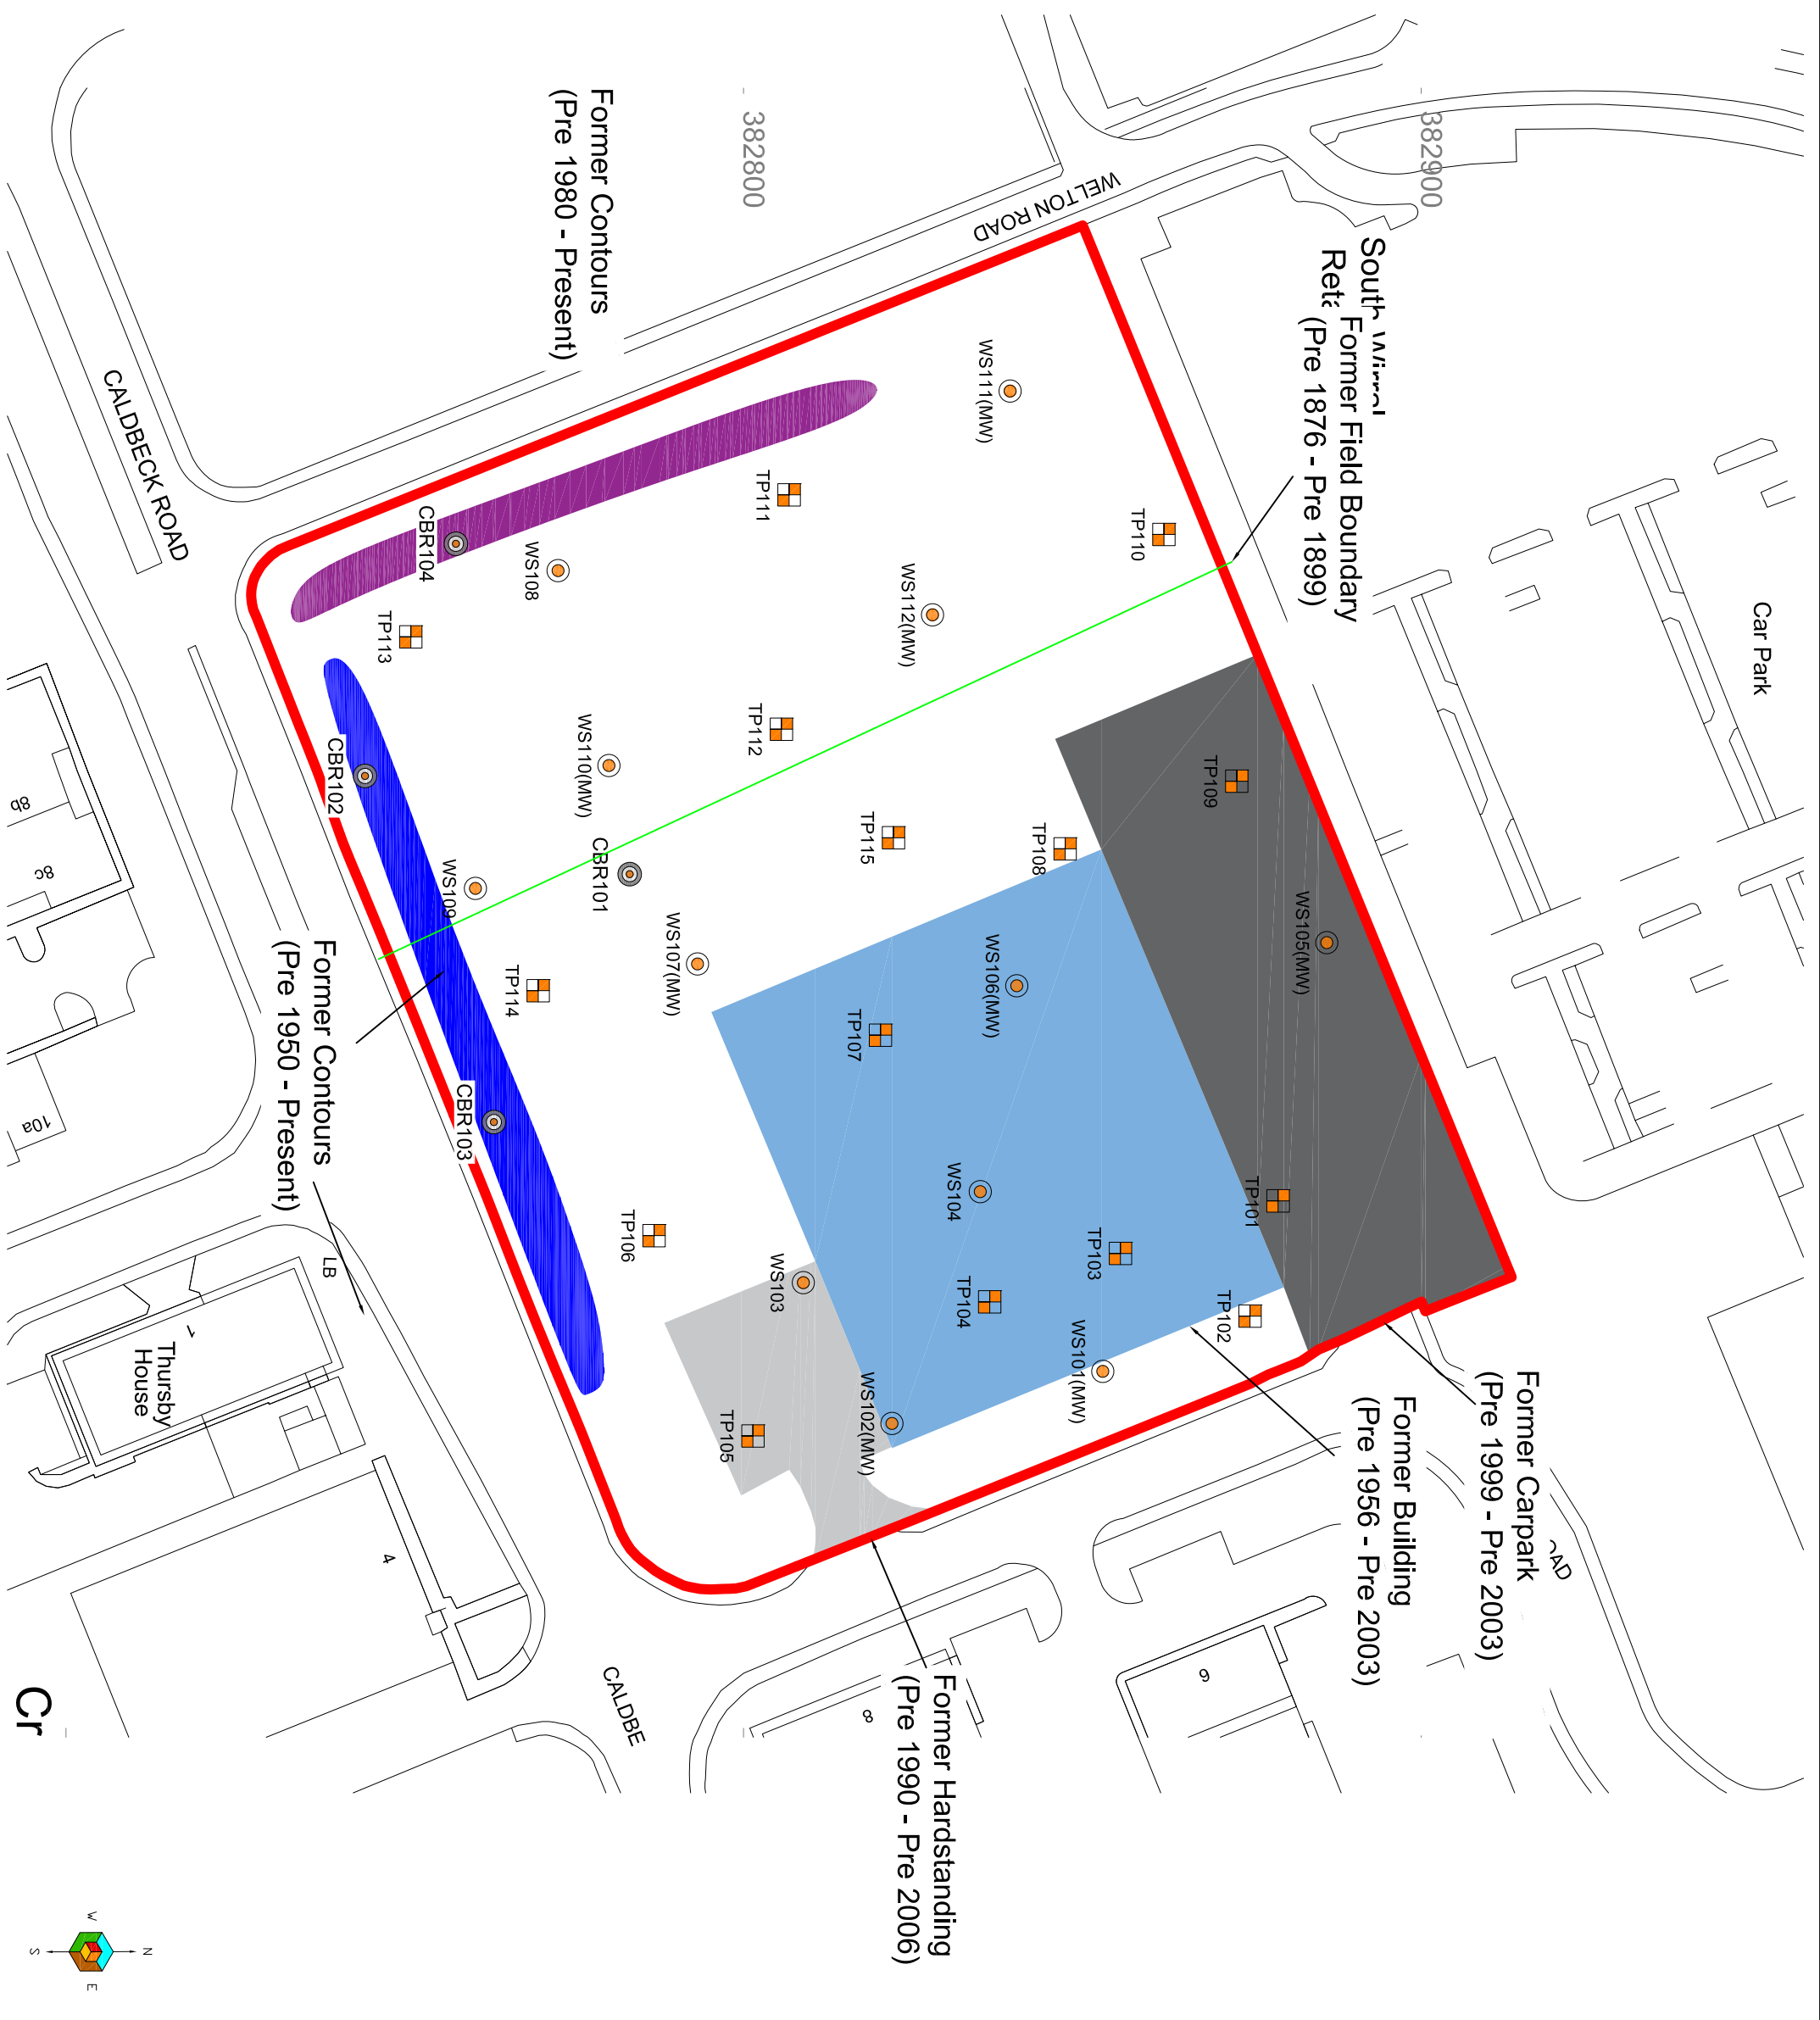 382900
382800
Car Park
South Wirral
Reta
Former Field Boundary
(Pre 1876 - Pre 1899)
Former Contours
(Pre 1980 - Present)
WELTON ROAD
CALDBECK ROAD
WS111(MW)
TP111
TP110
CBR104
WS108
WS112(MW)
TP113
TP112
WS110(MW)
CBR102
TP109
TP115
TP108
CBR101
WS109
WS105(MW)
WS107(MW)
WS106(MW)
TP114
TP107
CBR103
WS104
TP101
TP106
TP103
WS103
TP104
TP102
WS101(MW)
WS102(MW)
TP105
Former Contours
(Pre 1950 - Present)
Former Carpark
(Pre 1999 - Pre 2003)
Former Building
(Pre 1956 - Pre 2003)
Former Hardstanding
(Pre 1990 - Pre 2006)
OAD
8b
8c
10a
LB
1
Thursby
House
4
9
8
CALDBE
Cr
N
W
E
S